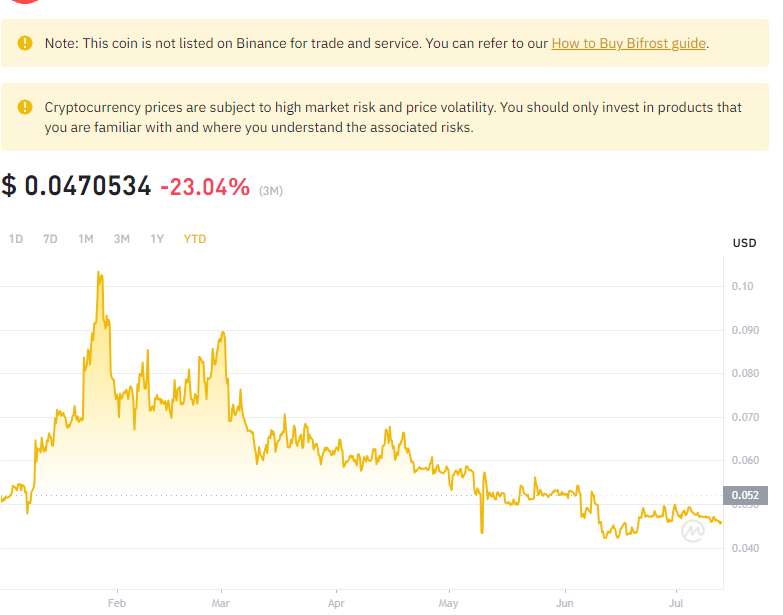 Note: This coin is not listed on Binance for trade and service. You can refer to our How to Buy Bifrost guide.
Cryptocurrency prices are subject to high market risk and price volatility. You should only invest in products that
you are familiar with and where you understand the associated risks.
$ 0.0470534 -23.04% (3M)
1D 7D 1M 3M 1Y YTD
USD
0.10
0.090
0.080
0.070
0.060
0.052
0.050
0.040
Feb Mar Apr May Jun Jul